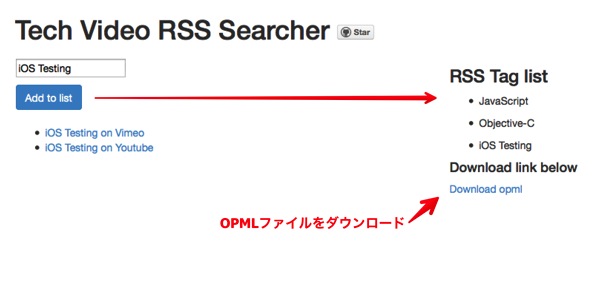 Tech Video RSS Searcher
Star
iOS Testing
Add to list
iOS Testing on Vimeo
iOS Testing on Youtube
RSS Tag list
JavaScript
Objective-C
iOS Testing
Download link below
Download opml
OPMLファイルをダウンロード